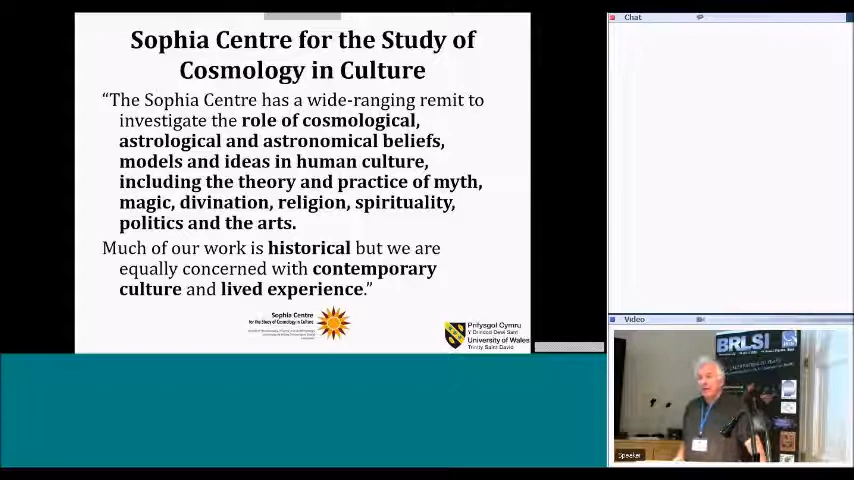 Sophia Centre for the Study of
Cosmology in Culture
“The Sophia Centre has a wide-ranging remit to
investigate the role of cosmological,
astrological and astronomical beliefs,
models and ideas in human culture,
including the theory and practice of myth,
magic, divination, religion, spirituality,
politics and the arts.
Much of our work is historical but we are
equally concerned with contemporary
culture and lived experience.”
Sophia Centre
for the Study of Cosmology in Culture
Prifysgol Cymru
Y Drindod Dewi Sant
University of Wales
Trinity Saint David
Chat
Video
BRLSI
Speaker